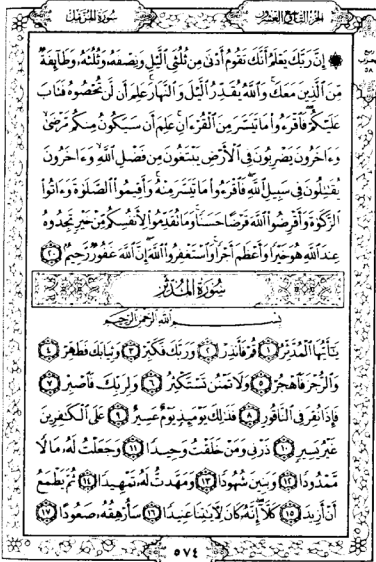 سورة المزمل الجزء التاسع والعشرون
إِنَّ رَبَّكَ يَعْلَمُ أَنَّكَ تَقُومُ أَدْنَىٰ مِن ثُلُثَيِ ٱلَّيْلِ وَنِصْفَهُۥ وَثُلُثَهُۥ وَطَآئِفَةٌ
مِّنَ ٱلَّذِينَ مَعَكَ وَٱللَّهُ يُقَدِّرُ ٱلَّيْلَ وَٱلنَّهَارَ عَلِمَ أَن لَّن تُحْصُوهُ فَتَابَ
عَلَيْكُمْ فَٱقْرَءُوا۟ مَا تَيَسَّرَ مِنَ ٱلْقُرْءَانِ عَلِمَ أَن سَيَكُونُ مِنكُم مَّرْضَىٰ
وَءَاخَرُونَ يَضْرِبُونَ فِى ٱلْأَرْضِ يَبْتَغُونَ مِن فَضْلِ ٱللَّهِ وَءَاخَرُونَ
يُقَٰتِلُونَ فِى سَبِيلِ ٱللَّهِ فَٱقْرَءُوا۟ مَا تَيَسَّرَ مِنْهُ وَأَقِيمُوا۟ ٱلصَّلَوٰةَ وَءَاتُوا۟
ٱلزَّكَوٰةَ وَأَقْرِضُوا۟ ٱللَّهَ قَرْضًا حَسَنًا وَمَا تُقَدِّمُوا۟ لِأَنفُسِكُم مِّنْ خَيْرٍ تَجِدُوهُ
عِندَ ٱللَّهِ هُوَ خَيْرًا وَأَعْظَمَ أَجْرًا وَٱسْتَغْفِرُوا۟ ٱللَّهَ إِنَّ ٱللَّهَ غَفُورٌ رَّحِيمٌ ٢٠
سورة المدثر
بِسْمِ ٱللَّهِ ٱلرَّحْمَٰنِ ٱلرَّحِيمِ
يَٰٓأَيُّهَا ٱلْمُدَّثِّرُ ١ قُمْ فَأَنذِرْ ٢ وَرَبَّكَ فَكَبِّرْ ٣ وَثِيَابَكَ فَطَهِّرْ ٤
وَٱلرُّجْزَ فَٱهْجُرْ ٥ وَلَا تَمْنُن تَسْتَكْثِرُ ٦ وَلِرَبِّكَ فَٱصْبِرْ ٧
فَإِذَا نُقِرَ فِى ٱلنَّاقُورِ ٨ فَذَٰلِكَ يَوْمَئِذٍ يَوْمٌ عَسِيرٌ ٩ عَلَى ٱلْكَٰفِرِينَ
غَيْرُ يَسِيرٍ ١٠ ذَرْنِى وَمَنْ خَلَقْتُ وَحِيدًا ١١ وَجَعَلْتُ لَهُۥ مَالًا
مَّمْدُودًا ١٢ وَبَنِينَ شُهُودًا ١٣ وَمَهَّدتُّ لَهُۥ تَمْهِيدًا ١٤ ثُمَّ يَطْمَعُ
أَنْ أَزِيدَ ١٥ كَلَّآ إِنَّهُۥ كَانَ لِءَايَٰتِنَا عَنِيدًا ١٦ سَأُرْهِقُهُۥ صَعُودًا ١٧
٥٧٤